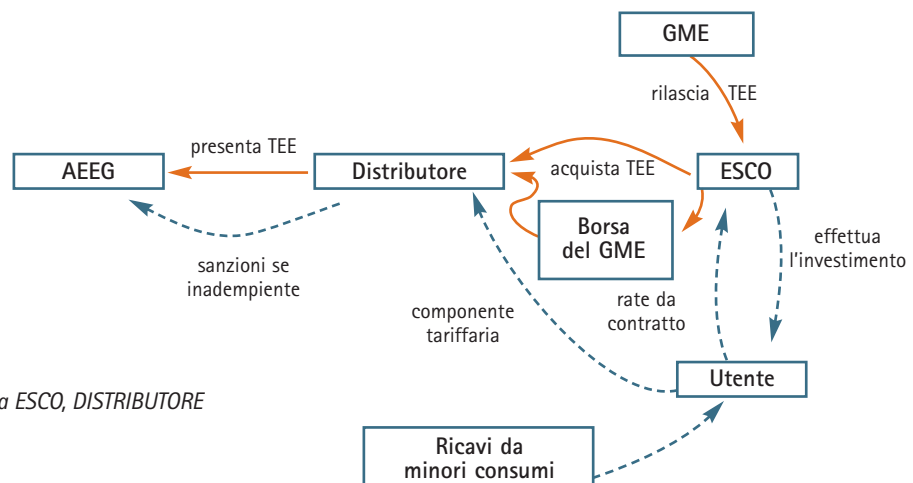 GME
rilascia TEE
presenta TEE
AEEG
Distributore
acquista TEE
ESCO
Borsa
del GME
effettua
l'investimento
sanzioni se
inadempiente
componente
tariffaria
rate da
contratto
Utente
a ESCO, DISTRIBUTORE
Ricavi da
minori consumi